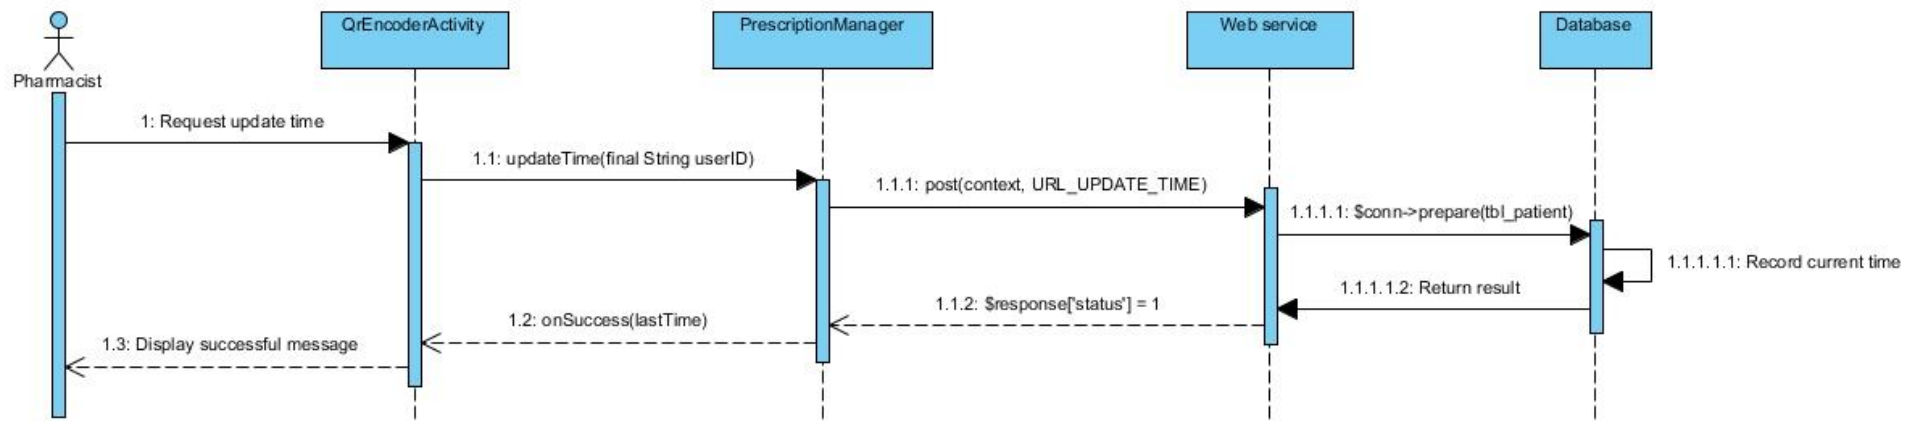 QrEncoderActivity
PrescriptionManager
Web service
Database
Pharmacist
1: Request update time
1.1: updateTime(final String userID)
1.1.1: post(context, URL_UPDATE_TIME)
1.1.1.1: $conn->prepare(tbl_patient)
1.1.1.1.1: Record current time
1.1.1.1.2: Return result
1.1.2: $response['status'] = 1
1.2: onSuccess(lastTime)
1.3: Display successful message